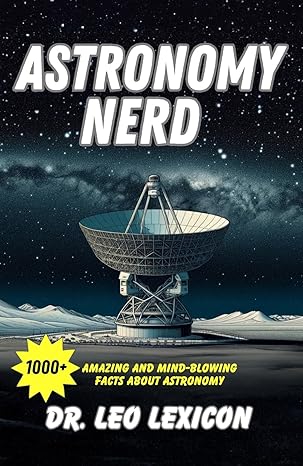 ASTRONOMY
NERD
1000+
AMAZING AND MIND-BLOWING
FACTS ABOUT ASTRONOMY
DR. LEO LEXICON